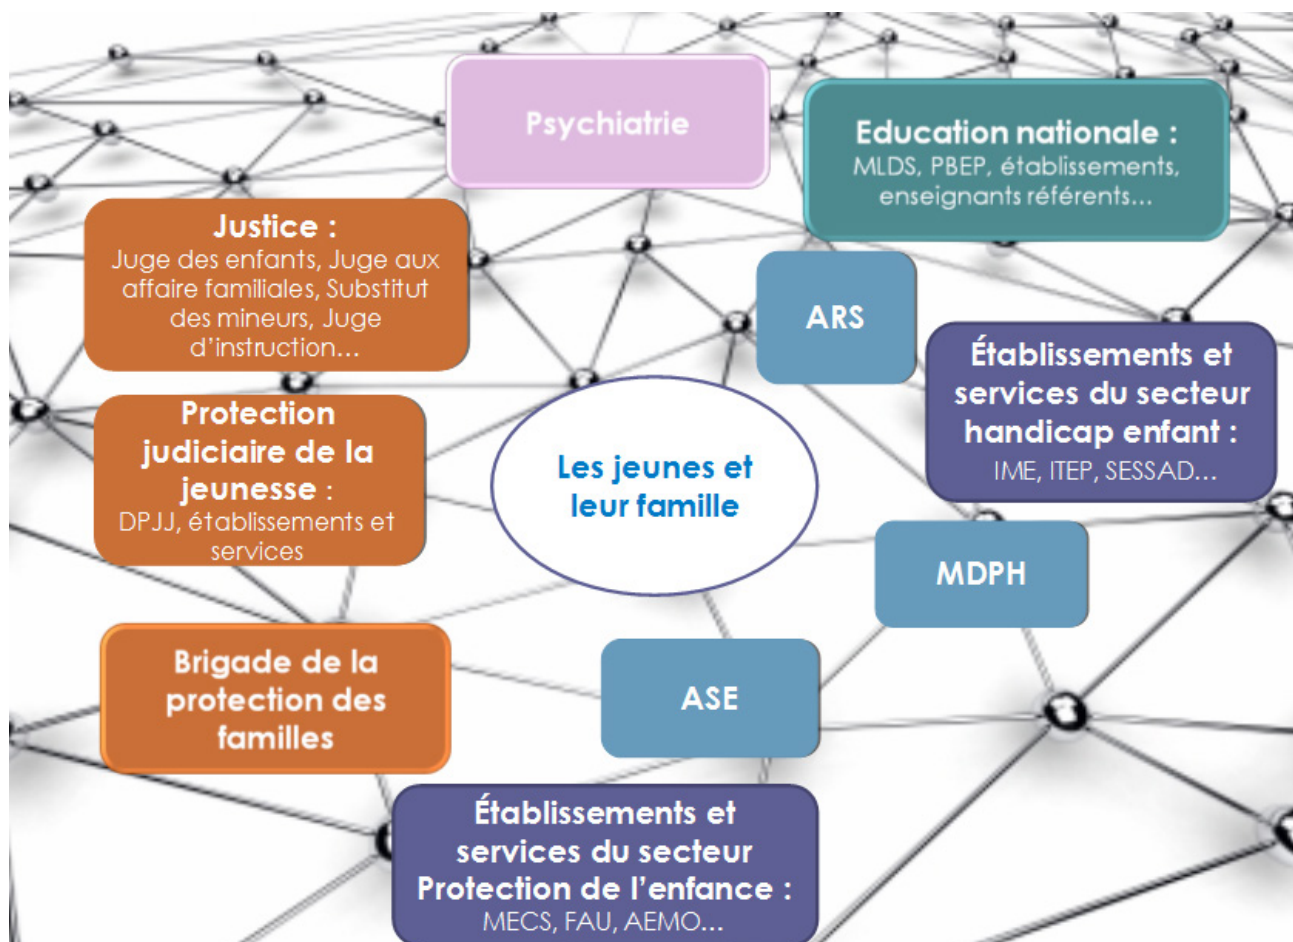 Psychiatrie
Education nationale :
MLDS, PBEP, établissements,
enseignants référents...
Justice :
Juge des enfants, Juge aux
affaire familiales, Substitut
des mineurs, Juge
d'instruction...
ARS
Établissements et
services du secteur
handicap enfant :
IME, ITEP, SESSAD...
Protection
judiciaire de la
jeunesse :
DPJJ, établissements et
services
Les jeunes et
leur famille
MDPH
Brigade de la
protection des
familles
ASE
Établissements et
services du secteur
Protection de l'enfance :
MECS, FAU, AEMO...